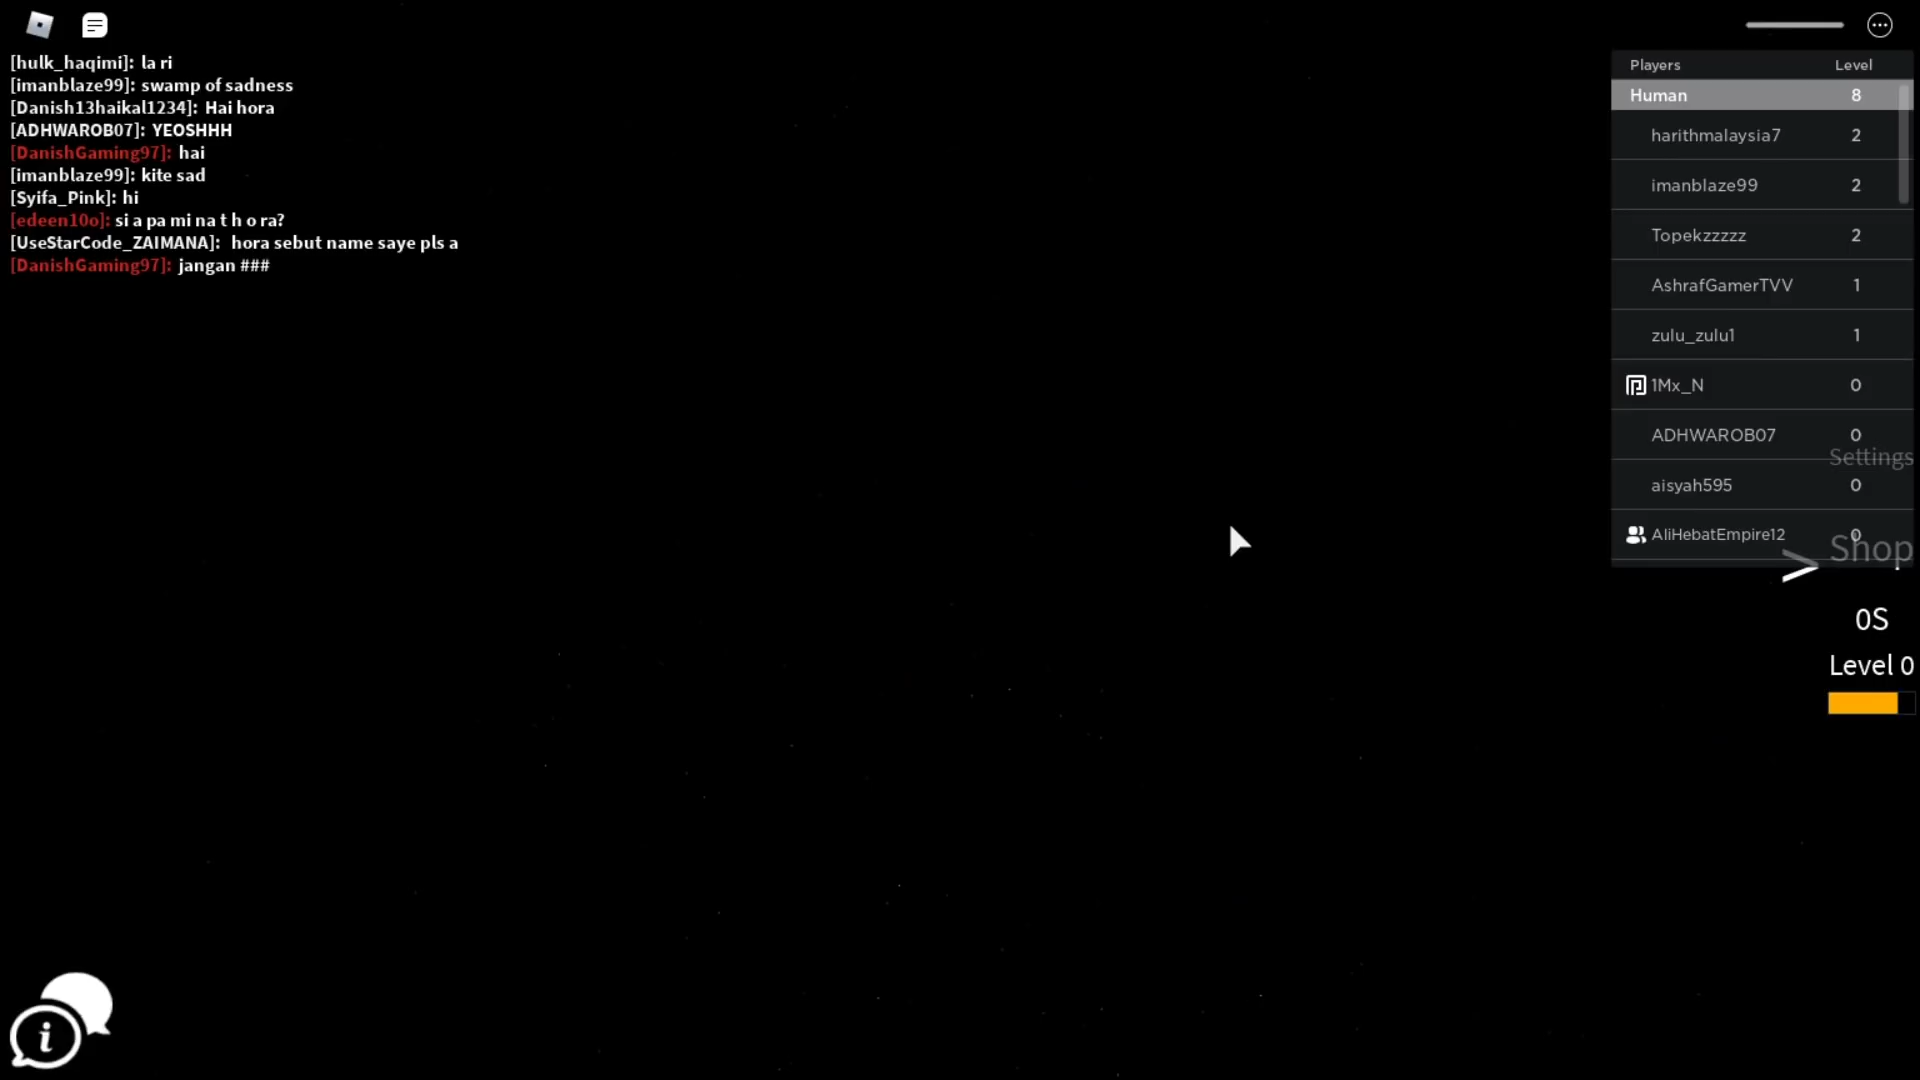 [hulk_haqimi]: la ri
[imanblaze99]: swamp of sadness
[Danish13haikal1234]: Hai hora
[ADHWAROB07]: YEOSHHH
[DanishGaming97]: hai
[imanblaze99]: kite sad
[Syifa_Pink]: hi
[edeen10o]: si a pa mi na t h o ra?
[UseStarCode_ZAIMANA]: hora sebut name saye pls a
[DanishGaming97]: jangan ###
Players Level
Human 8
harithmalaysia7 2
imanblaze99 2
Topekzzzzz 2
AshrafGamerTVV 1
zulu_zulu1 1
1Mx_N 0
ADHWAROB07 0
Settings
aisyah595 0
AliHebatEmpire12 0
> Shop
0S
Level 0
i